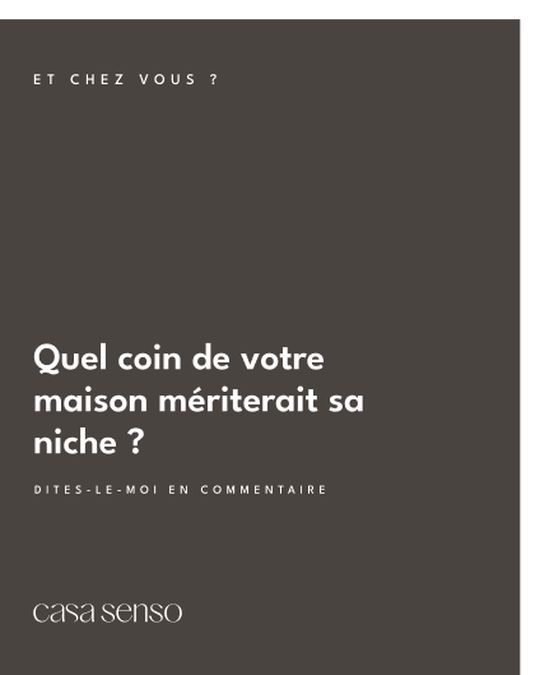 ET CHEZ VOUS ?
Quel coin de votre
maison mériterait sa
niche ?
DITES-LE-MOI EN COMMENTAIRE
casa senso